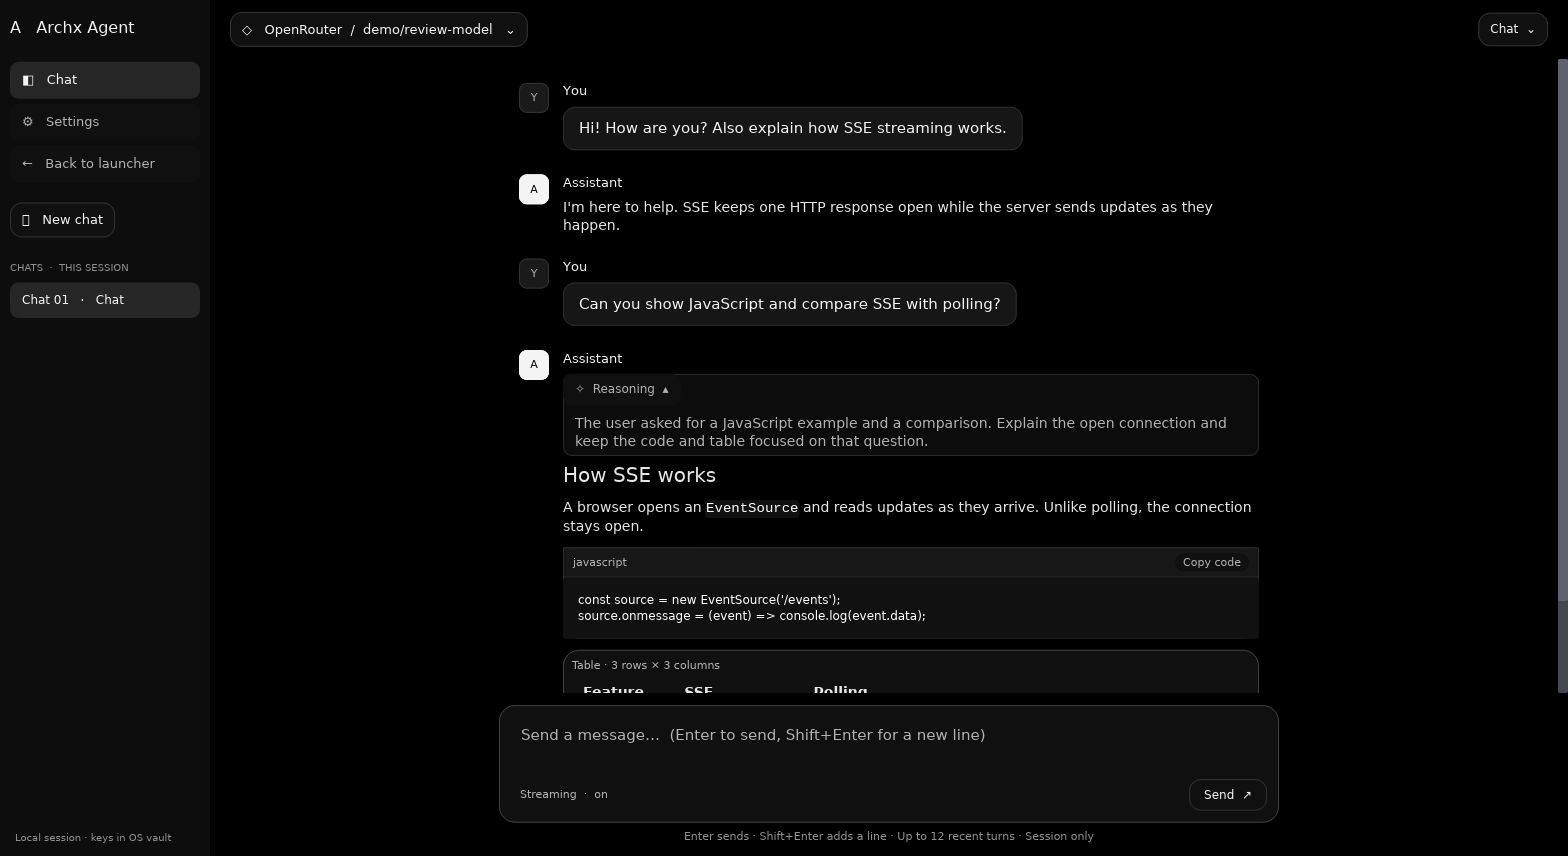 A Archx Agent
◧ Chat
⚙ Settings
← Back to launcher
New chat
CHATS · THIS SESSION
Chat 01 · Chat
Local session · keys in OS vault
◇ OpenRouter / demo/review-model ⌄
Chat ⌄
Y You
Hi! How are you? Also explain how SSE streaming works.
A Assistant
I'm here to help. SSE keeps one HTTP response open while the server sends updates as they
happen.
Y You
Can you show JavaScript and compare SSE with polling?
A Assistant
✧ Reasoning ▴
The user asked for a JavaScript example and a comparison. Explain the open connection and
keep the code and table focused on that question.
How SSE works
A browser opens an EventSource and reads updates as they arrive. Unlike polling, the connection
stays open.
javascript Copy code
const source = new EventSource('/events');
source.onmessage = (event) => console.log(event.data);
Table · 3 rows × 3 columns
Feature SSE Polling
Send a message... (Enter to send, Shift+Enter for a new line)
Streaming · on
Send ↗
Enter sends · Shift+Enter adds a line · Up to 12 recent turns · Session only